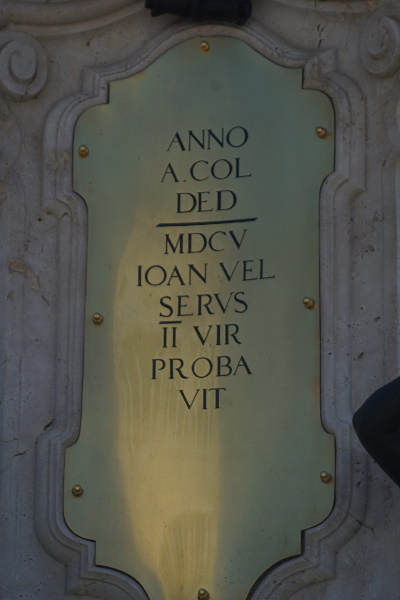 ANNO
A.COL
DED
MDCV
IOAN VEL
SERVS
II VIR
PROBA
VIT